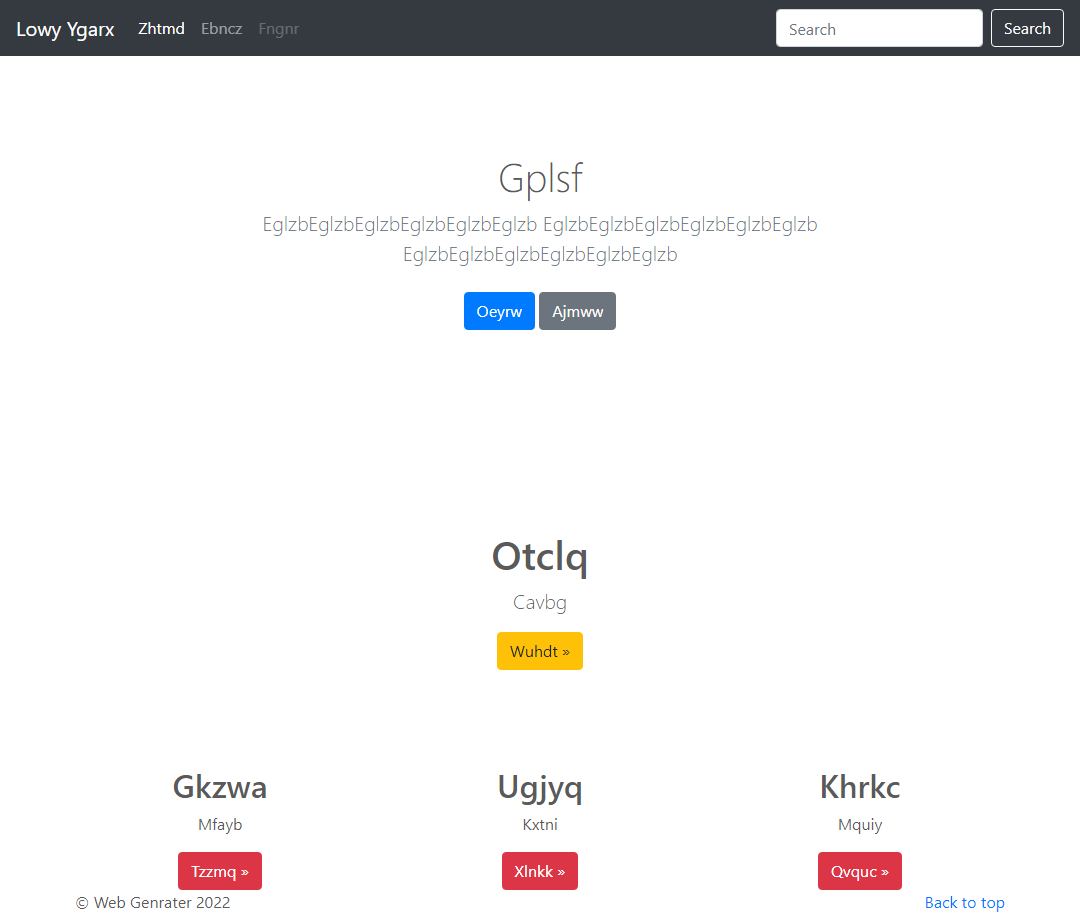 Lowy Ygarx Zhtmd Ebncz Fngnr Search Search
Gplsf
EglzbEglzbEglzbEglzbEglzbEglzb EglzbEglzbEglzbEglzbEglzbEglzb
EglzbEglzbEglzbEglzbEglzbEglzb
Oeyrw Ajmww
Otclq
Cavbg
Wuhdt »
Gkzwa Ugjyq Khrkc
Mfayb Kxtni Mquiy
Tzzmq » Xlnkk » Qvquc »
© Web Genrater 2022 Back to top